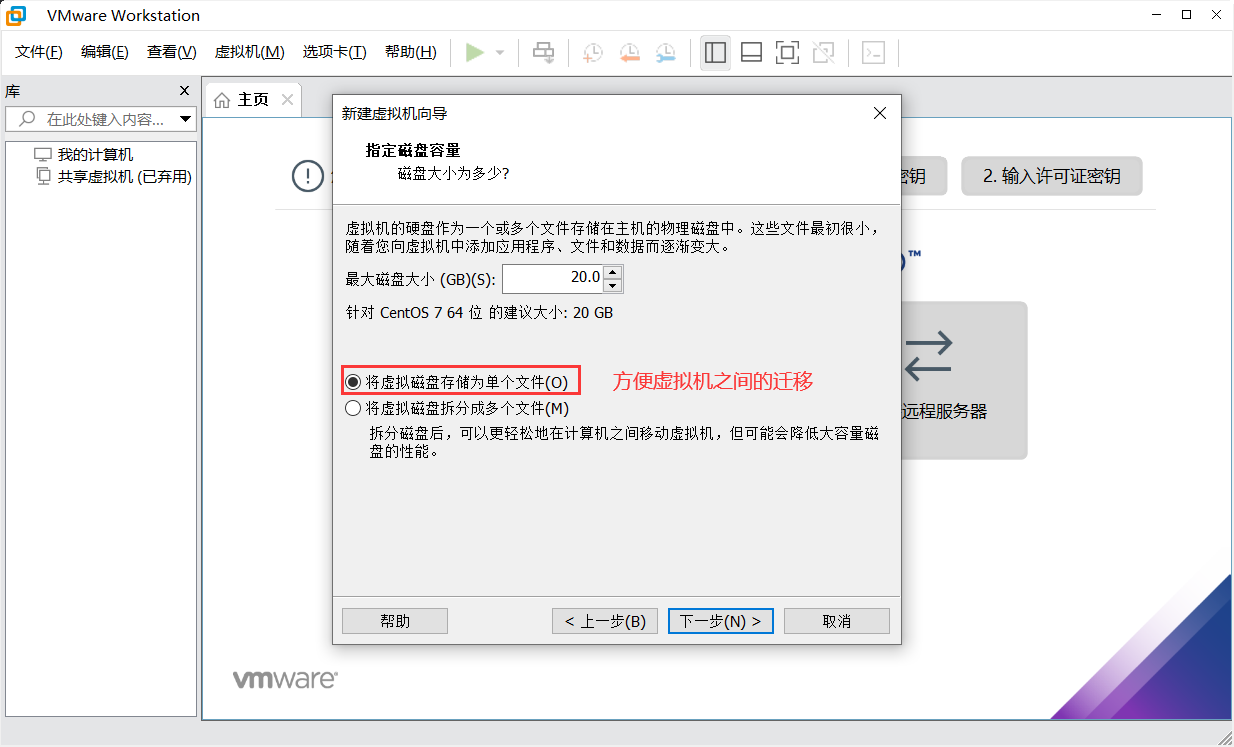 VMware Workstation
文件(F) 编辑(E) 查看(V) 虚拟机(M) 选项卡(T) 帮助(H)
库
在此处键入内容...
我的计算机
共享虚拟机 (已弃用)
主页
新建虚拟机向导
指定磁盘容量
磁盘大小为多少?
密钥
2. 输入许可证密钥
™
虚拟机的硬盘作为一个或多个文件存储在主机的物理磁盘中。这些文件最初很小，
随着您向虚拟机中添加应用程序、文件和数据而逐渐变大。
最大磁盘大小 (GB)(S): 20.0
针对 CentOS 7 64 位 的建议大小: 20 GB
将虚拟磁盘存储为单个文件(O)
方便虚拟机之间的迁移
将虚拟磁盘拆分成多个文件(M)
拆分磁盘后，可以更轻松地在计算机之间移动虚拟机，但可能会降低大容量磁
盘的性能。
远程服务器
帮助 < 上一步(B) 下一步(N) > 取消
vmware